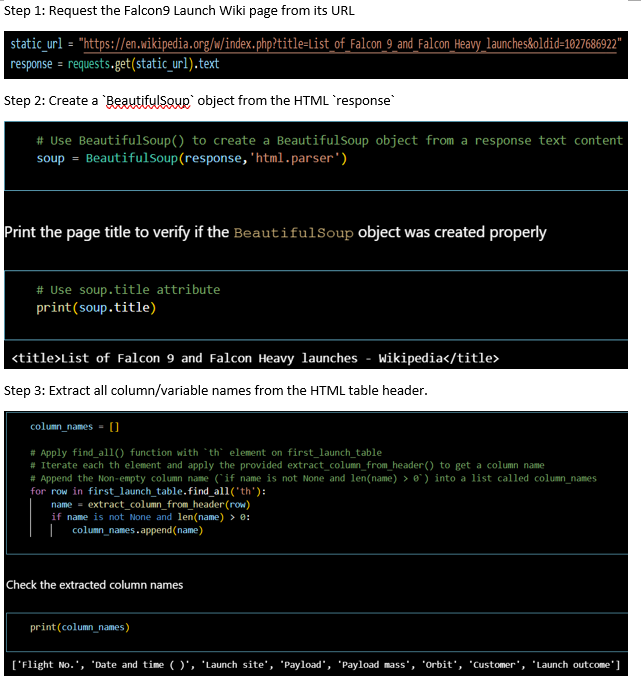 Step 1: Request the Falcon9 Launch Wiki page from its URL
static_url = "https://en.wikipedia.org/w/index.php?title=List_of_Falcon_9_and_Falcon_Heavy_launches&oldid=1027686922"
response = requests.get(static_url).text
Step 2: Create a `BeautifulSoup` object from the HTML `response`
# Use BeautifulSoup() to create a BeautifulSoup object from a response text content
soup = BeautifulSoup(response,'html.parser')
Print the page title to verify if the BeautifulSoup object was created properly
# Use soup.title attribute
print(soup.title)
<title>List of Falcon 9 and Falcon Heavy launches - Wikipedia</title>
Step 3: Extract all column/variable names from the HTML table header.
column_names = []
# Apply find_all() function with `th` element on first_launch_table
# Iterate each th element and apply the provided extract_column_from_header() to get a column name
# Append the Non-empty column name (`if name is not None and len(name) > 0`) into a list called column_names
for row in first_launch_table.find_all('th'):
    name = extract_column_from_header(row)
    if name is not None and len(name) > 0:
        column_names.append(name)
Check the extracted column names
print(column_names)
['Flight No.', 'Date and time ( )', 'Launch site', 'Payload', 'Payload mass', 'Orbit', 'Customer', 'Launch outcome']